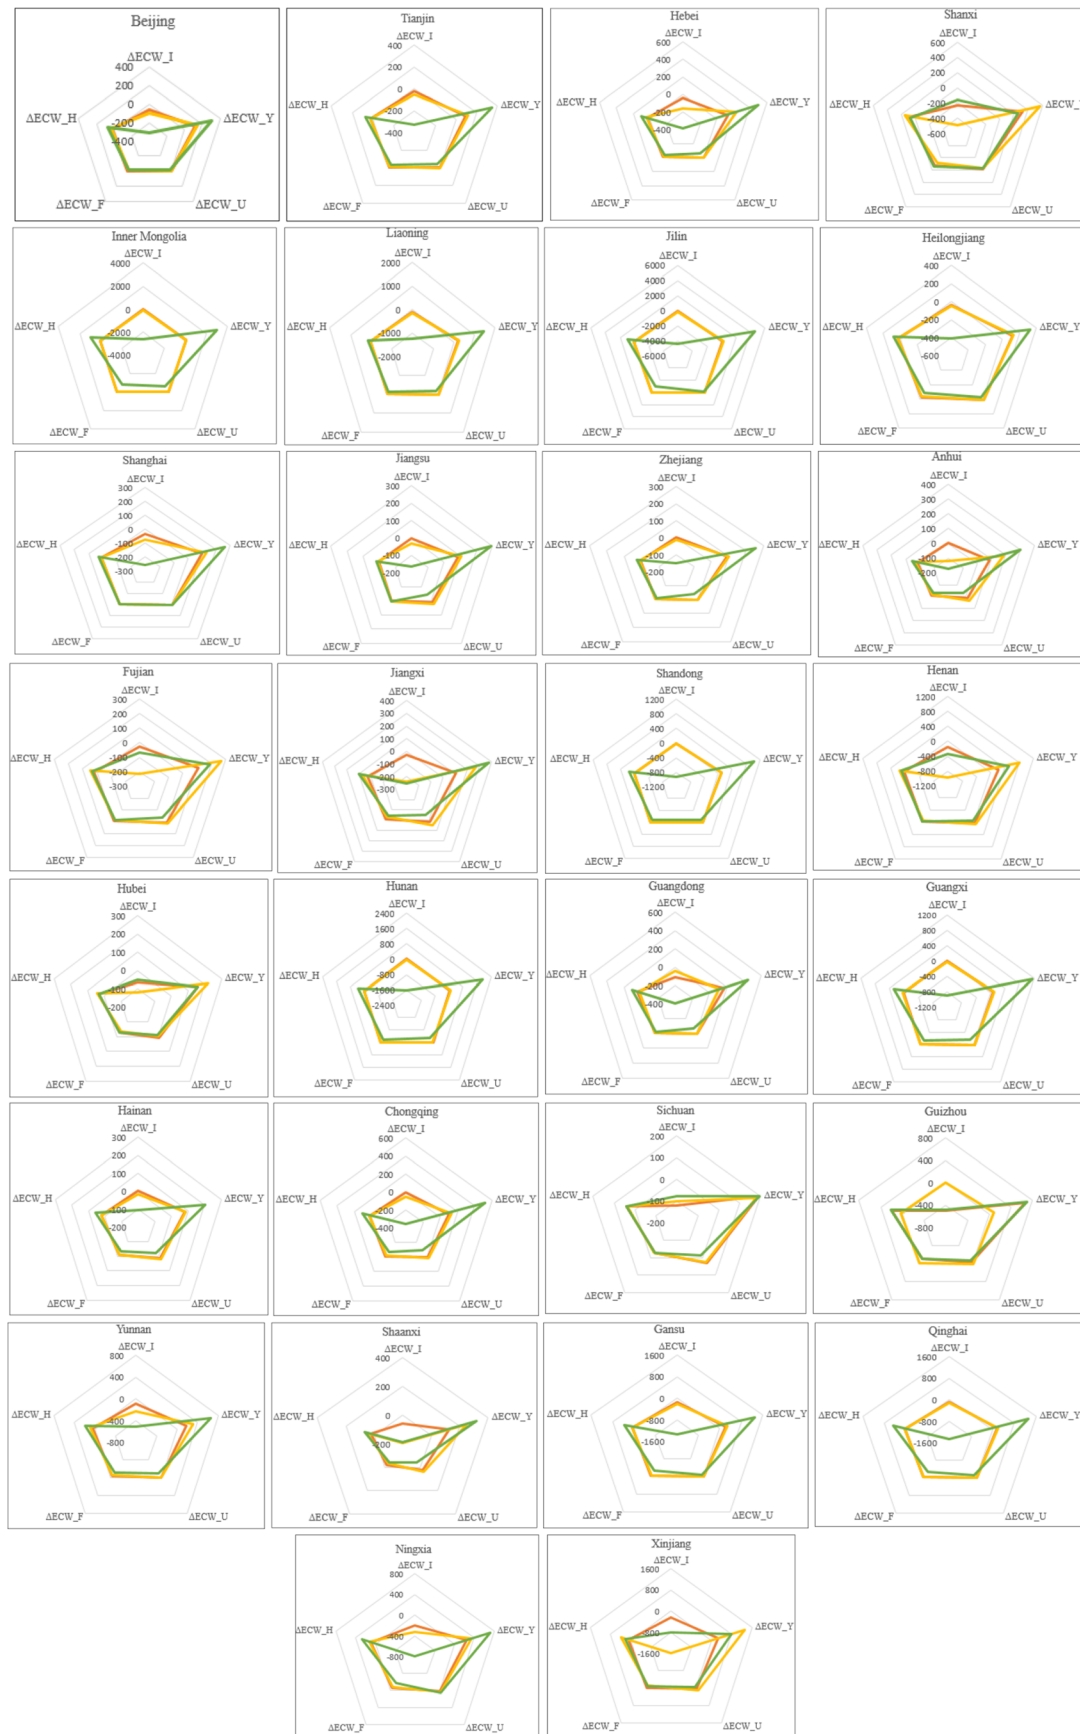 Beijing
ΔECW_I
400
200
0
-200
-400
ΔECW_H
ΔECW_Y
ΔECW_F
ΔECW_U
Tianjin
ΔECW_I
400
200
0
-200
-400
ΔECW_H
ΔECW_Y
ΔECW_F
ΔECW_U
Hebei
ΔECW_I
600
400
200
0
-200
-400
ΔECW_H
ΔECW_Y
ΔECW_F
ΔECW_U
Shanxi
ΔECW_I
600
400
200
0
-200
-400
-600
ΔECW_H
ΔECW_Y
ΔECW_F
ΔECW_U
Inner Mongolia
ΔECW_I
4000
2000
0
-2000
-4000
ΔECW_H
ΔECW_Y
ΔECW_F
ΔECW_U
Liaoning
ΔECW_I
2000
1000
0
-1000
-2000
ΔECW_H
ΔECW_Y
ΔECW_F
ΔECW_U
Jilin
ΔECW_I
6000
4000
2000
0
-2000
-4000
-6000
ΔECW_H
ΔECW_Y
ΔECW_F
ΔECW_U
Heilongjiang
ΔECW_I
400
200
0
-200
-400
-600
ΔECW_H
ΔECW_Y
ΔECW_F
ΔECW_U
Shanghai
ΔECW_I
300
200
100
0
-100
-200
-300
ΔECW_H
ΔECW_Y
ΔECW_F
ΔECW_U
Jiangsu
ΔECW_I
300
200
100
0
-100
-200
ΔECW_H
ΔECW_Y
ΔECW_F
ΔECW_U
Zhejiang
ΔECW_I
300
200
100
0
-100
-200
ΔECW_H
ΔECW_Y
ΔECW_F
ΔECW_U
Anhui
ΔECW_I
400
300
200
100
0
-100
-200
ΔECW_H
ΔECW_Y
ΔECW_F
ΔECW_U
Fujian
ΔECW_I
300
200
100
0
-100
-200
-300
ΔECW_H
ΔECW_Y
ΔECW_F
ΔECW_U
Jiangxi
ΔECW_I
400
300
200
100
0
-100
-200
-300
ΔECW_H
ΔECW_Y
ΔECW_F
ΔECW_U
Shandong
ΔECW_I
1200
800
400
0
-400
-800
-1200
ΔECW_H
ΔECW_Y
ΔECW_F
ΔECW_U
Henan
ΔECW_I
1200
800
400
0
-400
-800
-1200
ΔECW_H
ΔECW_Y
ΔECW_F
ΔECW_U
Hubei
ΔECW_I
300
200
100
0
-100
-200
ΔECW_H
ΔECW_Y
ΔECW_F
ΔECW_U
Hunan
ΔECW_I
2400
1600
800
0
-800
-1600
-2400
ΔECW_H
ΔECW_Y
ΔECW_F
ΔECW_U
Guangdong
ΔECW_I
600
400
200
0
-200
-400
ΔECW_H
ΔECW_Y
ΔECW_F
ΔECW_U
Guangxi
ΔECW_I
1200
800
400
0
-400
-800
-1200
ΔECW_H
ΔECW_Y
ΔECW_F
ΔECW_U
Hainan
ΔECW_I
300
200
100
0
-100
-200
ΔECW_H
ΔECW_Y
ΔECW_F
ΔECW_U
Chongqing
ΔECW_I
600
400
200
0
-200
-400
ΔECW_H
ΔECW_Y
ΔECW_F
ΔECW_U
Sichuan
ΔECW_I
200
100
0
-100
-200
ΔECW_H
ΔECW_Y
ΔECW_F
ΔECW_U
Guizhou
ΔECW_I
800
400
0
-400
-800
ΔECW_H
ΔECW_Y
ΔECW_F
ΔECW_U
Yunnan
ΔECW_I
800
400
0
-400
-800
ΔECW_H
ΔECW_Y
ΔECW_F
ΔECW_U
Shaanxi
ΔECW_I
400
200
0
-200
ΔECW_H
ΔECW_Y
ΔECW_F
ΔECW_U
Gansu
ΔECW_I
1600
800
0
-800
-1600
ΔECW_H
ΔECW_Y
ΔECW_F
ΔECW_U
Qinghai
ΔECW_I
1600
800
0
-800
-1600
ΔECW_H
ΔECW_Y
ΔECW_F
ΔECW_U
Ningxia
ΔECW_I
800
400
0
-400
-800
ΔECW_H
ΔECW_Y
ΔECW_F
ΔECW_U
Xinjiang
ΔECW_I
1600
800
0
-800
-1600
ΔECW_H
ΔECW_Y
ΔECW_F
ΔECW_U